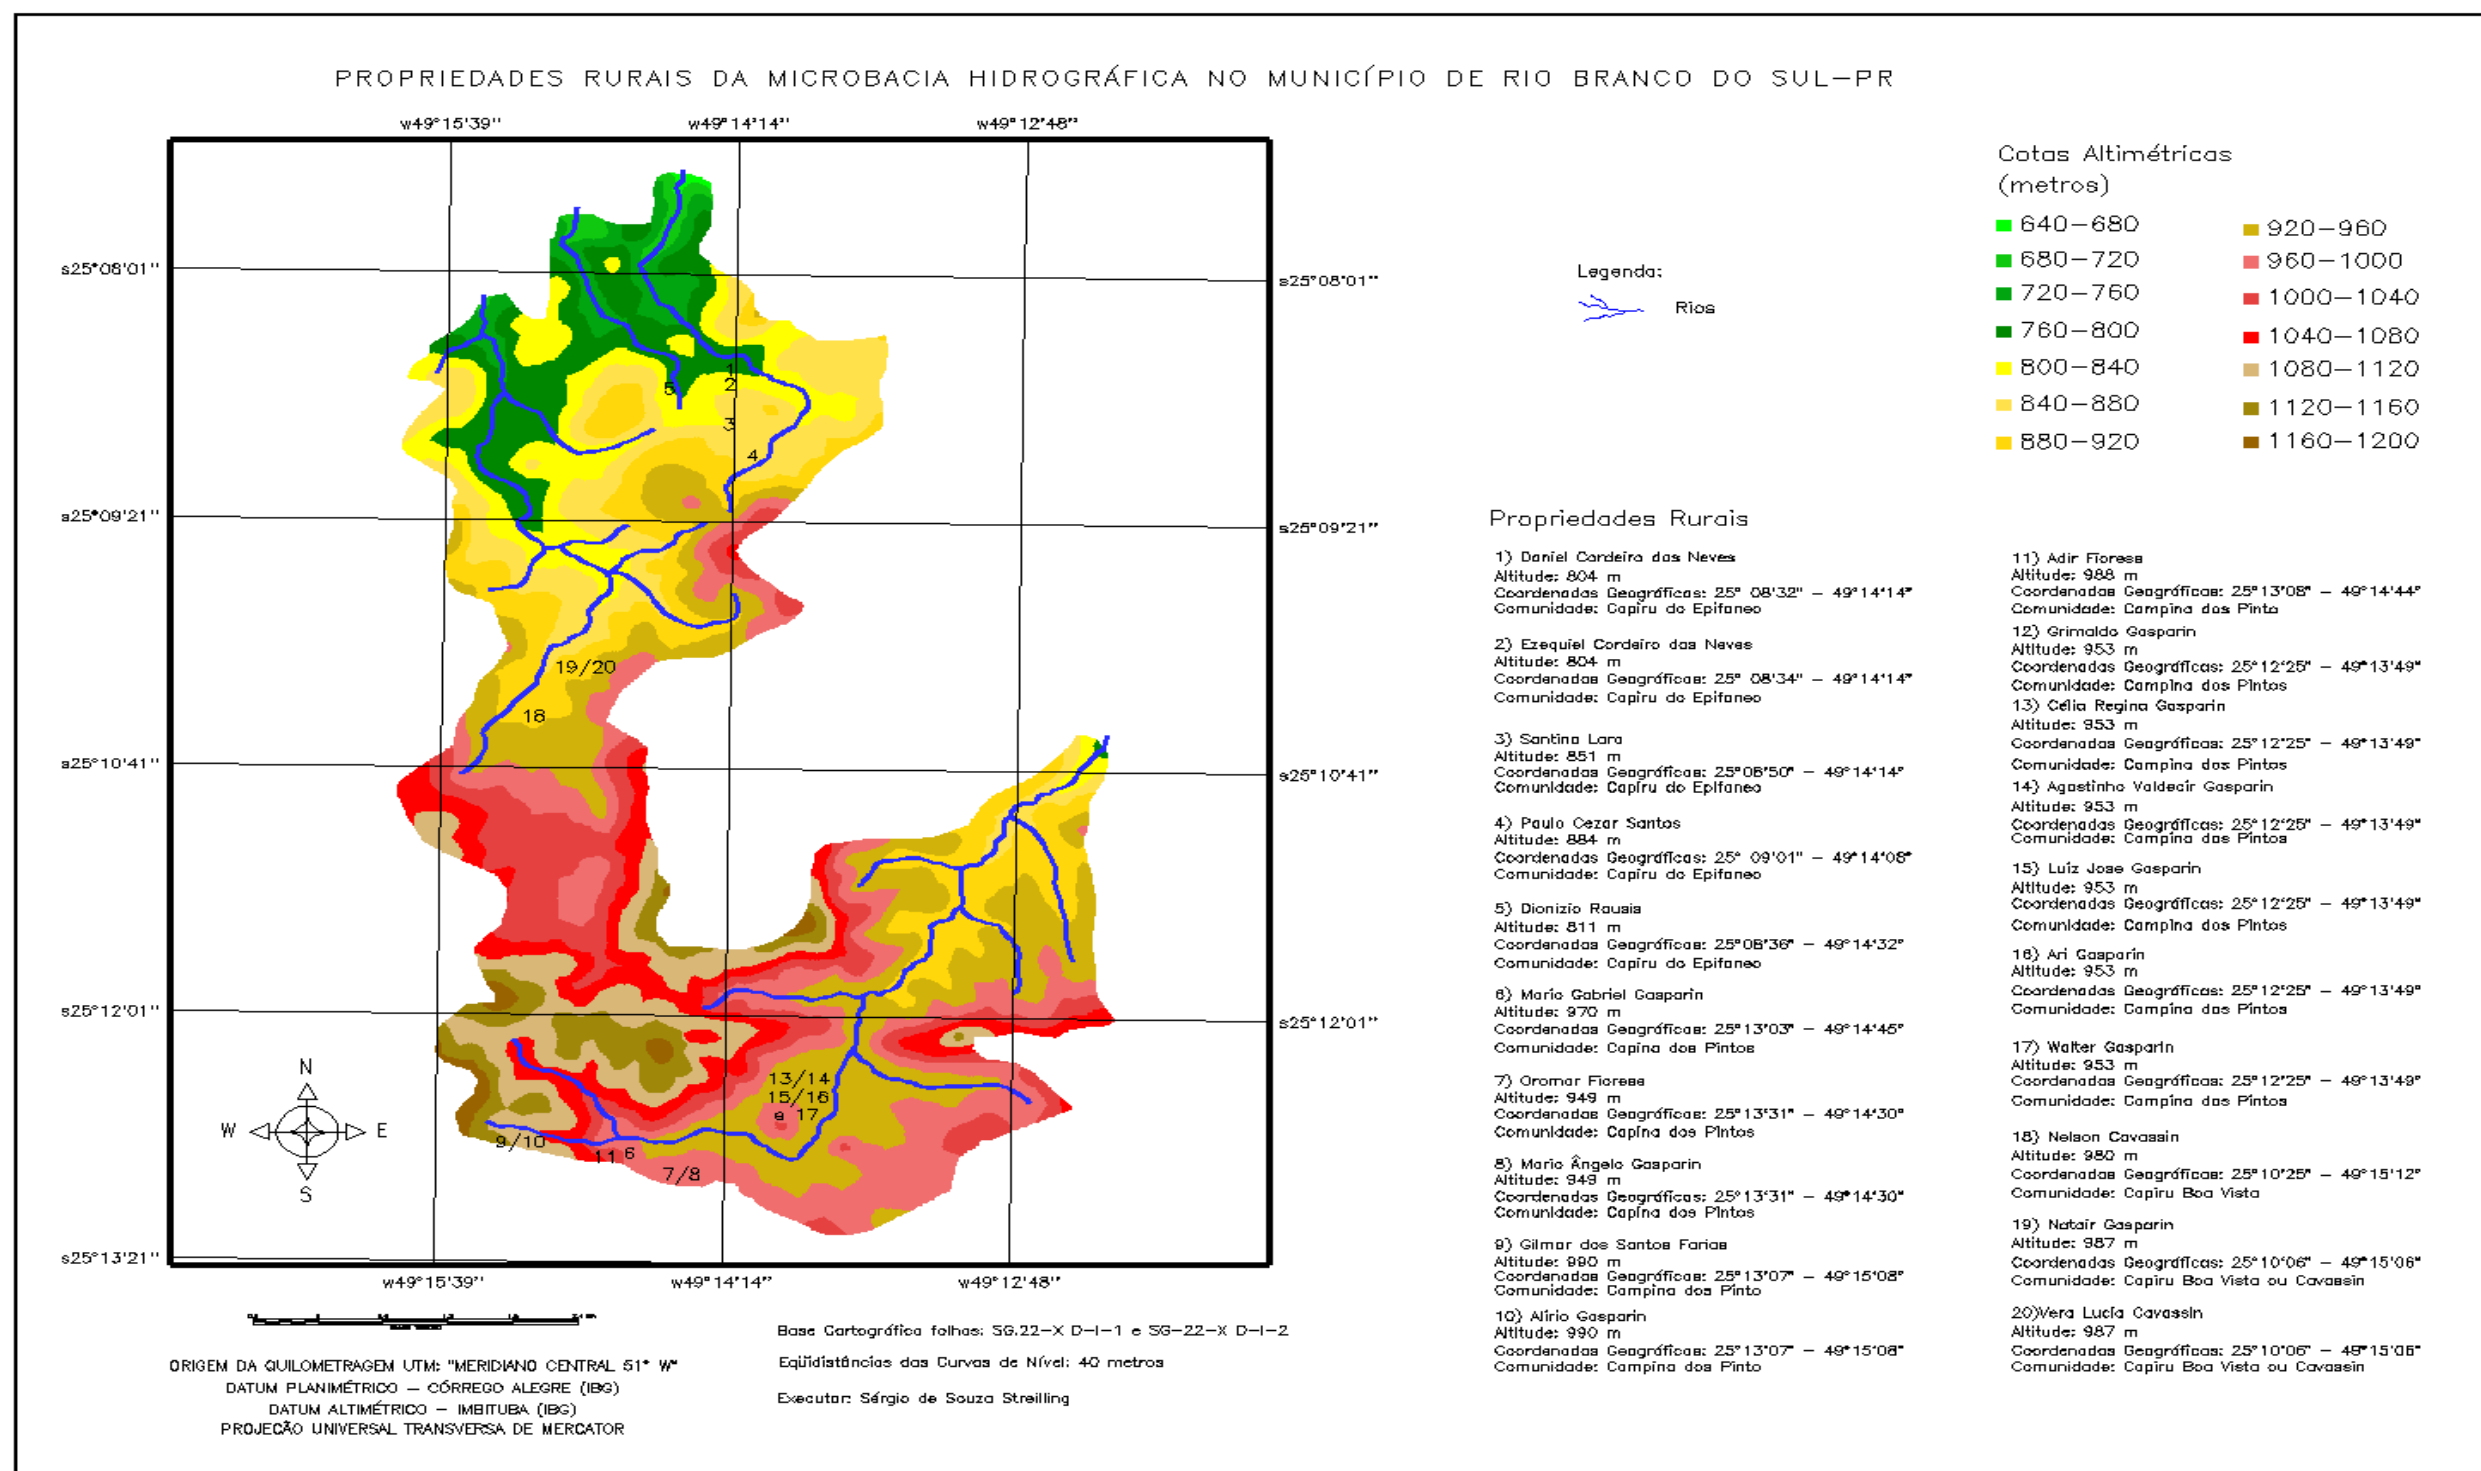 PROPRIEDADES RURAIS DA MICROBACIA HIDROGRÁFICA NO MUNICÍPIO DE RIO BRANCO DO SUL-PR
w49°15'39" w49°14'14" w49°12'48"
s25°08'01" s25°08'01"
s25°09'21" s25°09'21"
s25°10'41" s25°10'41"
s25°12'01" s25°12'01"
s25°13'21"
w49°15'39" w49°14'14" w49°12'48"
1
2
5
3
4
19/20
18
13/14
15/16
e 17
9/10
11 6
7/8
N
W E
S
ORIGEM DA QUILOMETRAGEM UTM: "MERIDIANO CENTRAL 51° W"
DATUM PLANIMÉTRICO - CÓRREGO ALEGRE (IBG)
DATUM ALTIMÉTRICO - IMBITUBA (IBG)
PROJEÇÃO UNIVERSAL TRANSVERSA DE MERCATOR
Base Cartográfica folhas: SG.22-X D-I-1 e SG-22-X D-I-2
Eqüidistâncias das Curvas de Nível: 40 metros
Executor: Sérgio de Souza Streilling
Legenda:
Rios
Cotas Altimétricas
(metros)
640-680
680-720
720-760
760-800
800-840
840-880
880-920
920-960
960-1000
1000-1040
1040-1080
1080-1120
1120-1160
1160-1200
Propriedades Rurais
1) Daniel Cordeiro das Neves
Altitude: 804 m
Coordenadas Geográficas: 25° 08'32" - 49°14'14"
Comunidade: Capiru do Epifaneo
2) Ezequiel Cordeiro das Neves
Altitude: 804 m
Coordenadas Geográficas: 25° 08'34" - 49°14'14"
Comunidade: Capiru do Epifaneo
3) Santina Lara
Altitude: 851 m
Coordenadas Geográficas: 25°08'50" - 49°14'14"
Comunidade: Capiru do Epifaneo
4) Paulo Cezar Santos
Altitude: 884 m
Coordenadas Geográficas: 25° 09'01" - 49°14'08"
Comunidade: Capiru do Epifaneo
5) Dionizio
Altitude: 811 m
Coordenadas Geográficas: 25°08'36" - 49°14'32"
Comunidade: Capiru do Epifaneo
6) Mario Gabriel Gasparin
Altitude: 970 m
Coordenadas Geográficas: 25°13'03" - 49°14'45"
Comunidade: Capina dos Pintos
7) Oromar Fiorese
Altitude: 949 m
Coordenadas Geográficas: 25°13'31" - 49°14'30"
Comunidade: Capina dos Pintos
8) Mario Ângelo Gasparin
Altitude: 949 m
Coordenadas Geográficas: 25°13'31" - 49°14'30"
Comunidade: Capina dos Pintos
9) Gilmar dos Santos Farias
Altitude: 990 m
Coordenadas Geográficas: 25°13'07" - 49°15'08"
Comunidade: Campina dos Pinto
10) Alírio Gasparin
Altitude: 990 m
Coordenadas Geográficas: 25°13'07" - 49°15'08"
Comunidade: Campina dos Pinto
11) Adir Fiorese
Altitude: 988 m
Coordenadas Geográficas: 25°13'08" - 49°14'44"
Comunidade: Campina dos Pinto
12) Grimaldo Gasparin
Altitude: 953 m
Coordenadas Geográficas: 25°12'25" - 49°13'49"
Comunidade: Campina dos Pintos
13) Célia Regina Gasparin
Altitude: 953 m
Coordenadas Geográficas: 25°12'25" - 49°13'49"
Comunidade: Campina dos Pintos
14) Agostinho Valdecir Gasparin
Altitude: 953 m
Coordenadas Geográficas: 25°12'25" - 49°13'49"
Comunidade: Campina dos Pintos
15) Luiz Jose Gasparin
Altitude: 953 m
Coordenadas Geográficas: 25°12'25" - 49°13'49"
Comunidade: Campina dos Pintos
16) Ari Gasparin
Altitude: 953 m
Coordenadas Geográficas: 25°12'25" - 49°13'49"
Comunidade: Campina dos Pintos
17) Walter Gasparin
Altitude: 953 m
Coordenadas Geográficas: 25°12'25" - 49°13'49"
Comunidade: Campina dos Pintos
18) Nelson Cavassin
Altitude: 980 m
Coordenadas Geográficas: 25°10'25" - 49°15'12"
Comunidade: Capiru Boa Vista
19) Natair Gasparin
Altitude: 987 m
Coordenadas Geográficas: 25°10'06" - 49°15'06"
Comunidade: Capiru Boa Vista ou Cavassin
20)Vera Lucia Cavassin
Altitude: 987 m
Coordenadas Geográficas: 25°10'06" - 49°15'06"
Comunidade: Capiru Boa Vista ou Cavassin